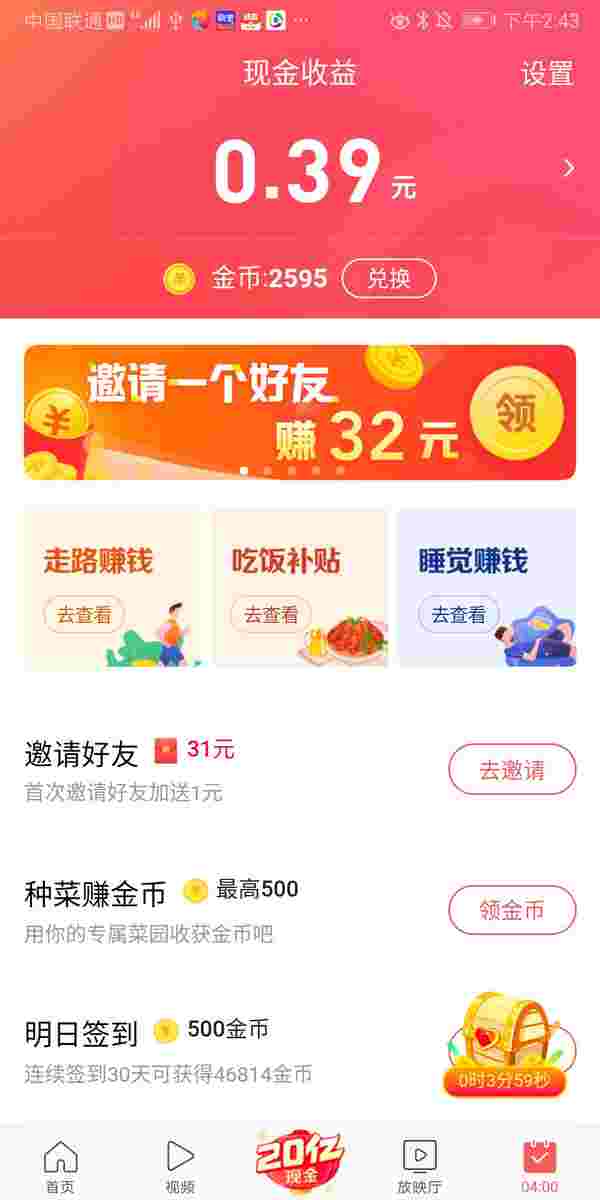 中国联通 HD 4G 下午2:43
现金收益 设置
0.39元
金币:2595 兑换
邀请一个好友
赚32元 领
走路赚钱 吃饭补贴 睡觉赚钱
去查看 去查看 去查看
邀请好友 31元 去邀请
首次邀请好友加送1元
种菜赚金币 最高500 领金币
用你的专属菜园收获金币吧
明日签到 500金币
连续签到30天可获得46814金币 0时3分59秒
20亿
现金
首页 视频 放映厅 04:00